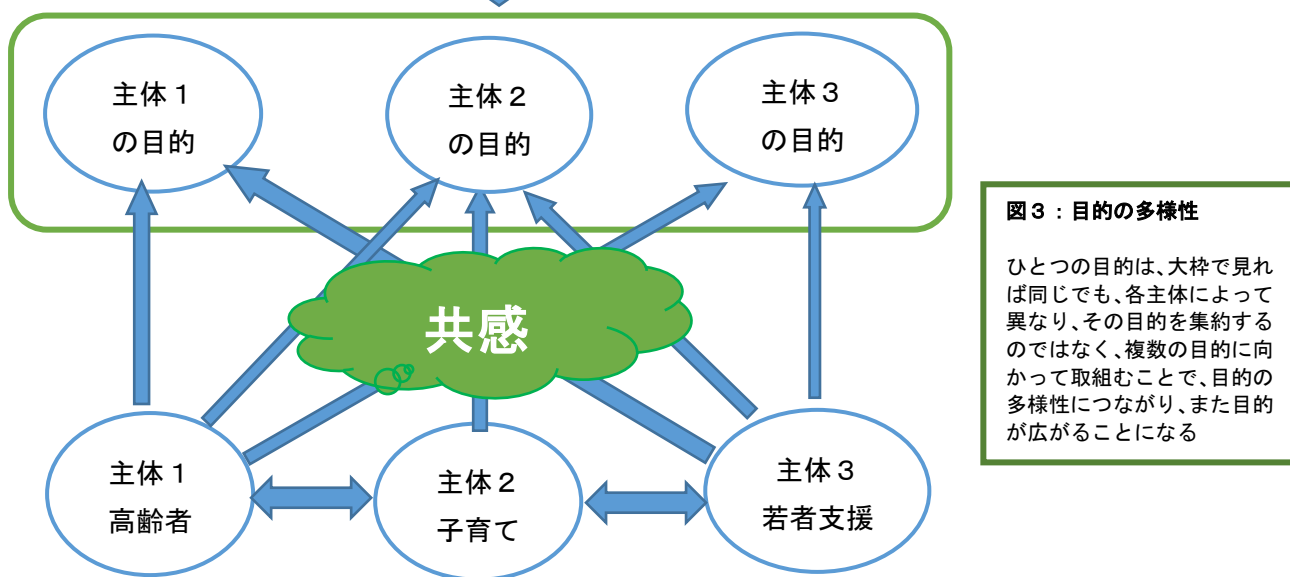 主体１
の目的
主体２
の目的
主体３
の目的
共感
主体１
高齢者
主体２
子育て
主体３
若者支援
図３：目的の多様性
ひとつの目的は、大枠で見れ
ば同じでも、各主体によって
異なり、その目的を集約する
のではなく、複数の目的に向
かって取組むことで、目的の
多様性につながり、また目的
が広がることになる